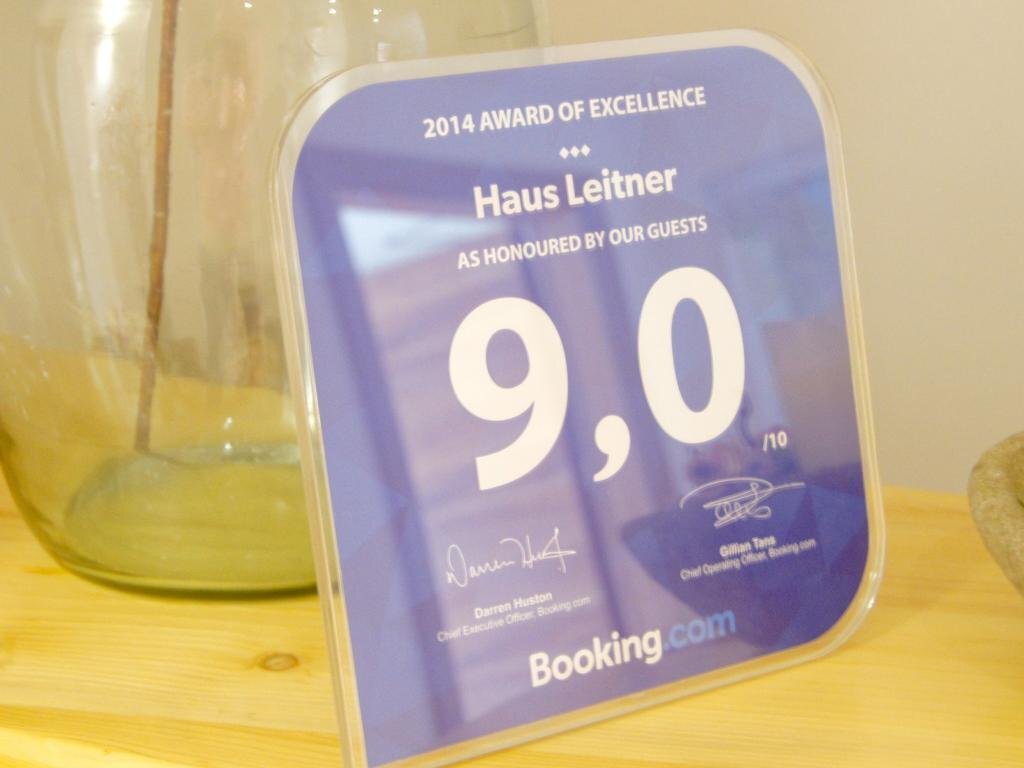 2014 AWARD OF EXCELLENCE
Haus Leitner
AS HONOURED BY OUR GUESTS
9,0 /10
Darren Huston
Chief Executive Officer, Booking.com
Gillian Tans
Chief Operating Officer, Booking.com
Booking.com